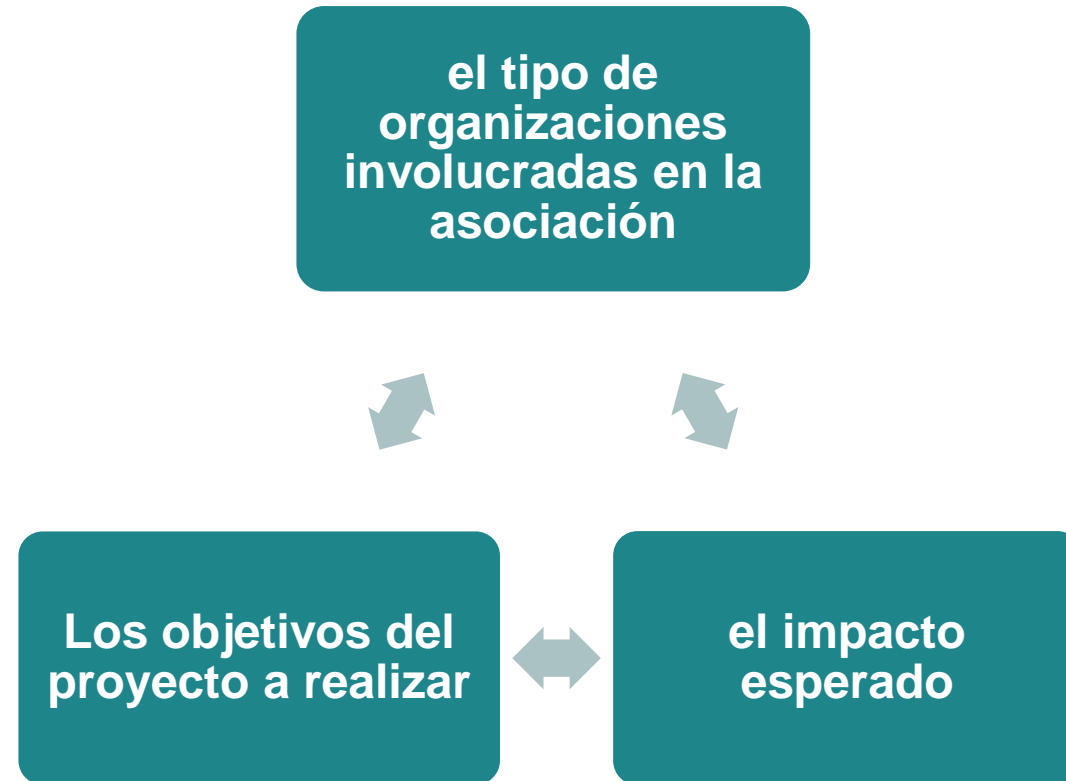 el tipo de
organizaciones
involucradas en la
asociación
Los objetivos del
proyecto a realizar
el impacto
esperado